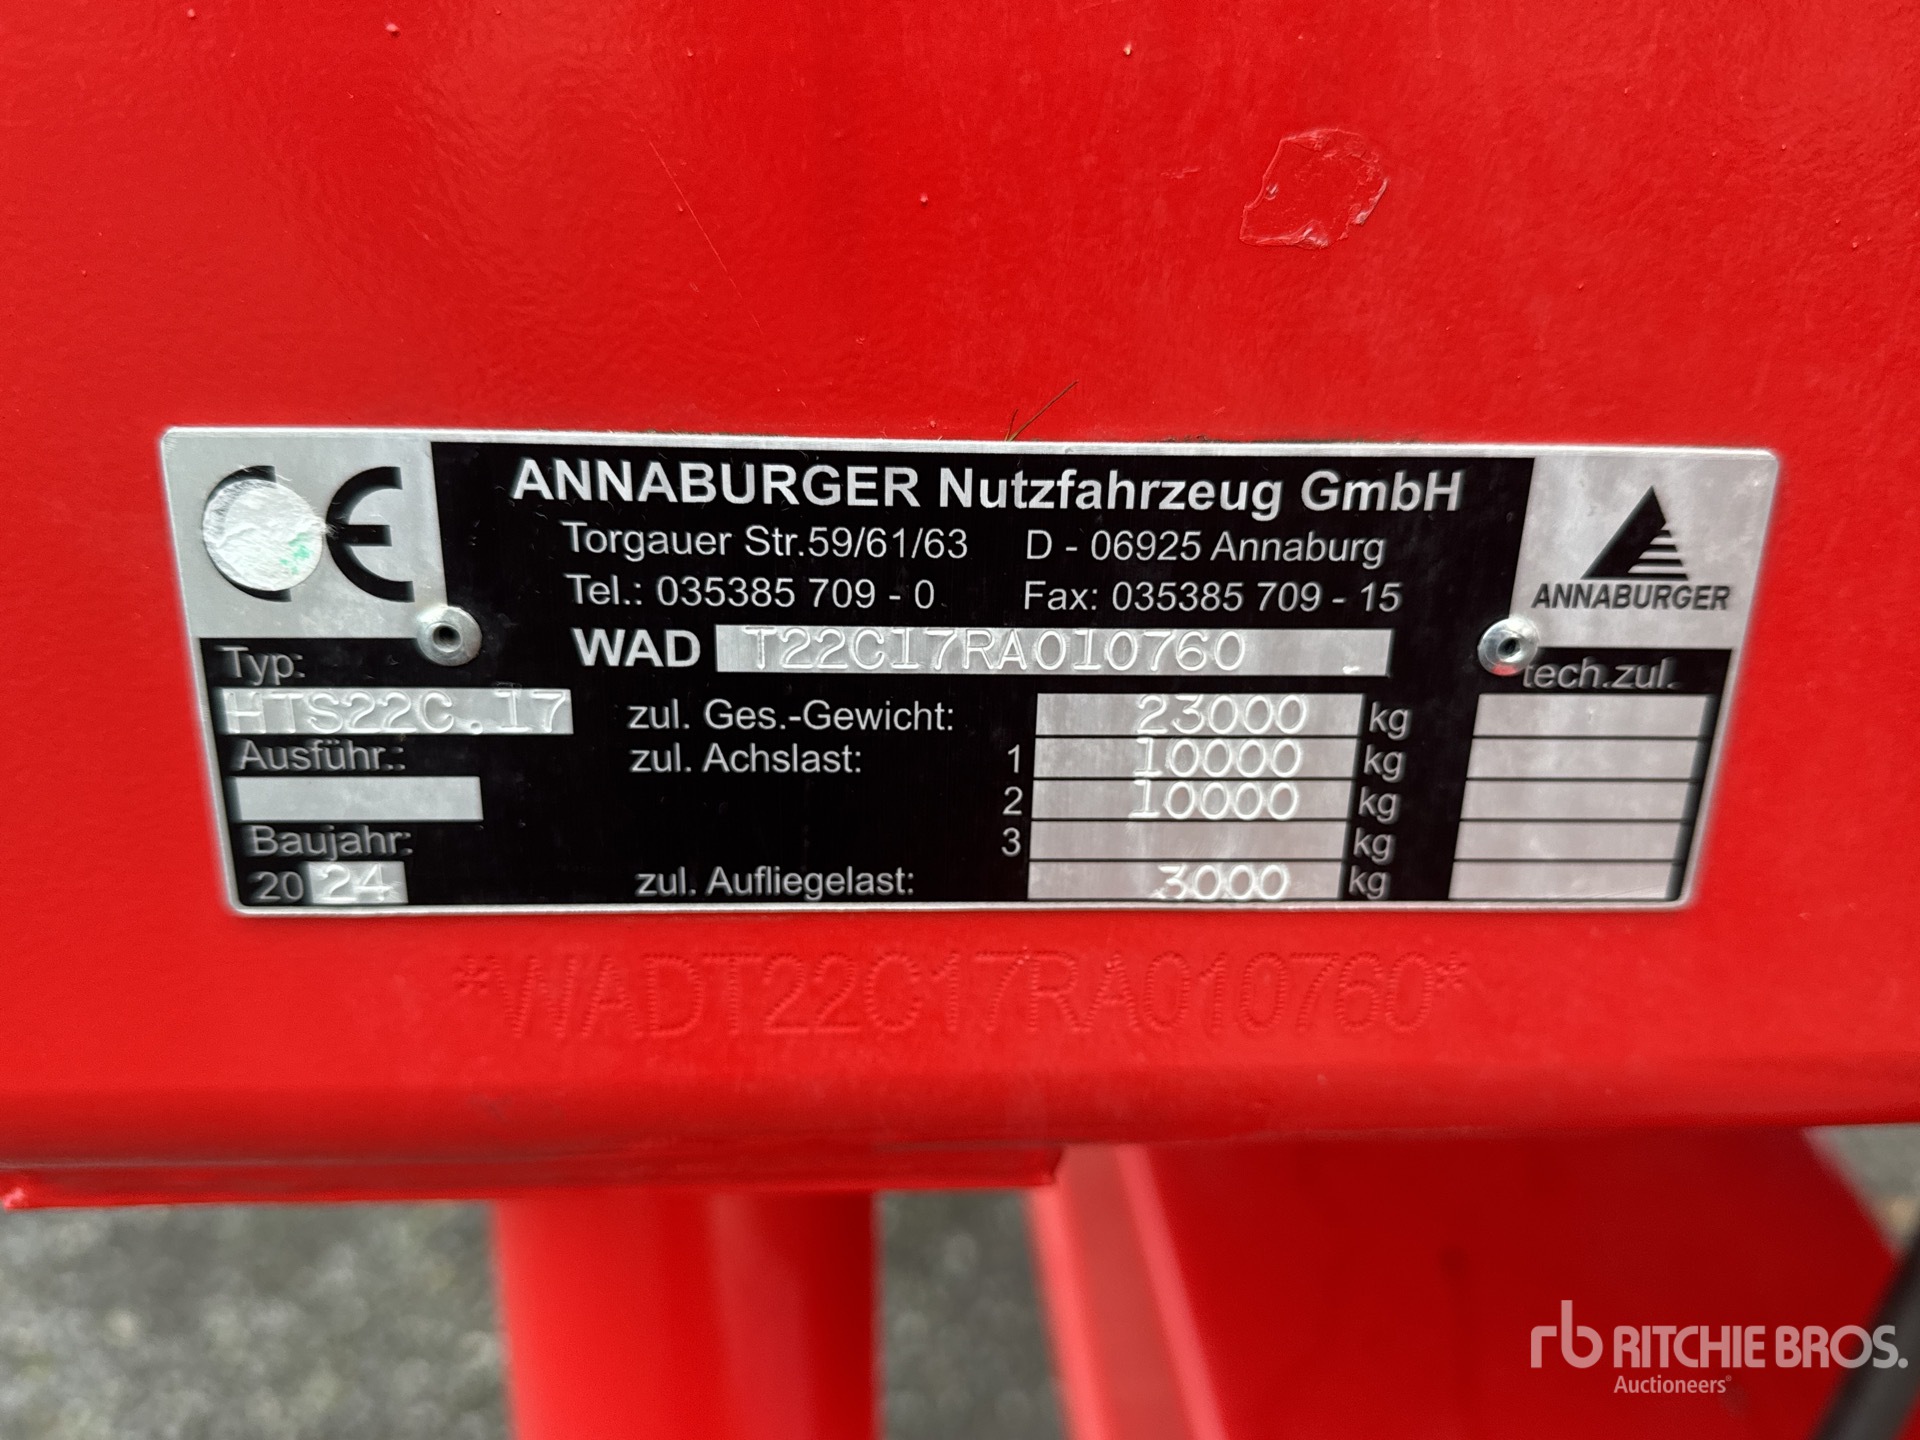 CE
ANNABURGER Nutzfahrzeug GmbH
Torgauer Str.59/61/63 D - 06925 Annaburg
Tel.: 035385 709 - 0 Fax: 035385 709 - 15
ANNABURGER
WAD T22C17RA010760
Typ:
HTS22C.17
Ausführ.:
Baujahr:
2024
zul. Ges.-Gewicht: 23000 kg
zul. Achslast: 1 10000 kg
2 10000 kg
3 kg
zul. Aufliegelast: 3000 kg
tech.zul.
*WADT22C17RA010760*
rb RITCHIE BROS.
Auctioneers